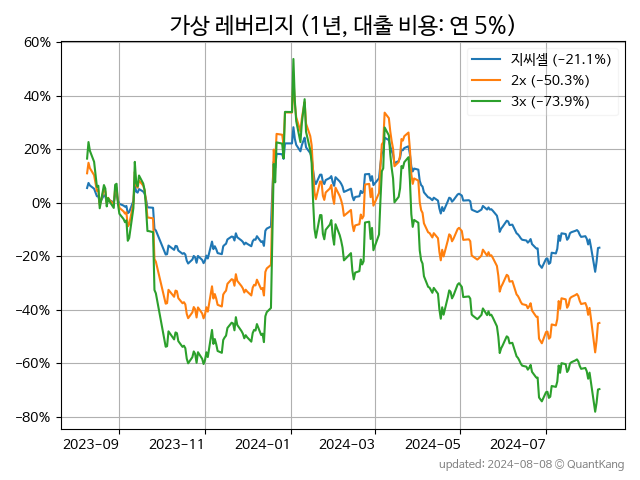 가상 레버리지 (1년, 대출 비용: 연 5%)
지씨셀 (−21.1%)
2x (−50.3%)
3x (−73.9%)
60%
40%
20%
0%
−20%
−40%
−60%
−80%
2023-09
2023-11
2024-01
2024-03
2024-05
2024-07
updated: 2024-08-08 © QuantKang